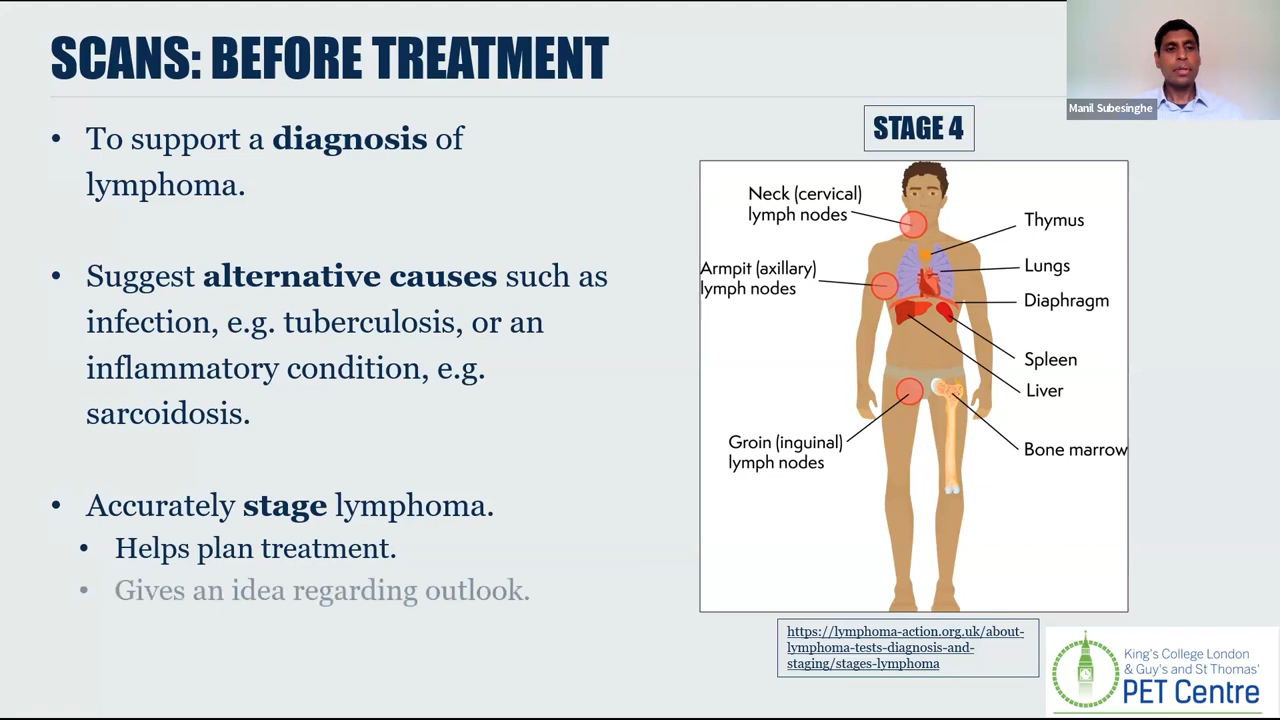 SCANS: BEFORE TREATMENT
Manil Subesinghe
• To support a diagnosis of
lymphoma.
• Suggest alternative causes such as
infection, e.g. tuberculosis, or an
inflammatory condition, e.g.
sarcoidosis.
• Accurately stage lymphoma.
• Helps plan treatment.
• Gives an idea regarding outlook.
STAGE 4
Neck (cervical)
lymph nodes
Armpit (axillary)
lymph nodes
Groin (inguinal)
lymph nodes
Thymus
Lungs
Diaphragm
Spleen
Liver
Bone marrow
https://lymphoma-action.org.uk/about-
lymphoma-tests-diagnosis-and-
staging/stages-lymphoma
King's College London
& Guy's and St Thomas'
PET Centre